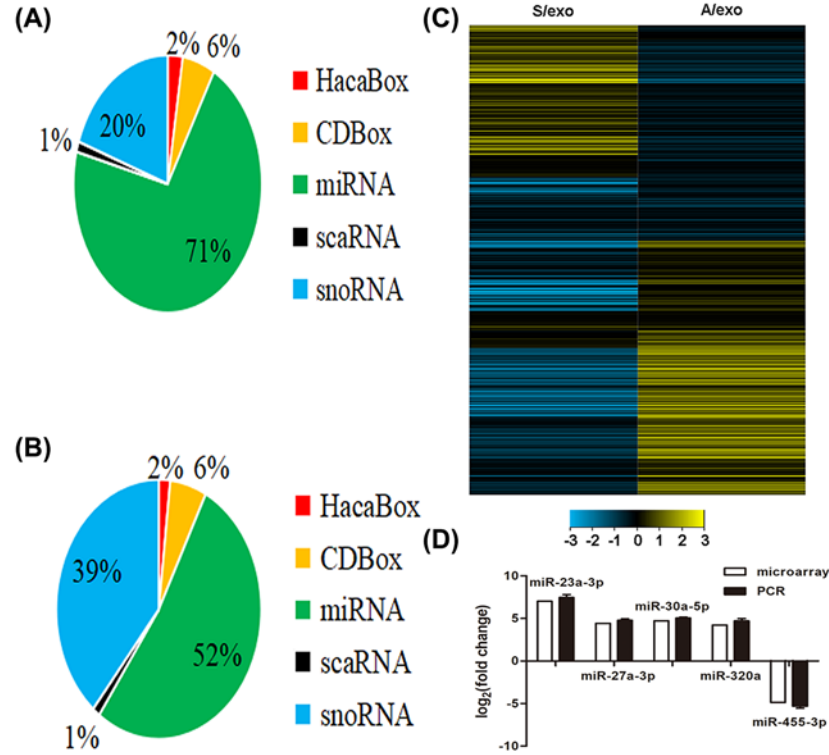 (A)
2%
6%
20%
1%
71%
HacaBox
CDBox
miRNA
scaRNA
snoRNA
(B)
2%
6%
39%
52%
1%
HacaBox
CDBox
miRNA
scaRNA
snoRNA
(C)
S/exo
A/exo
-3 -2 -1 0 1 2 3
(D)
log2(fold change)
10
5
0
-5
-10
miR-23a-3p
miR-27a-3p
miR-30a-5p
miR-320a
miR-455-3p
microarray
PCR